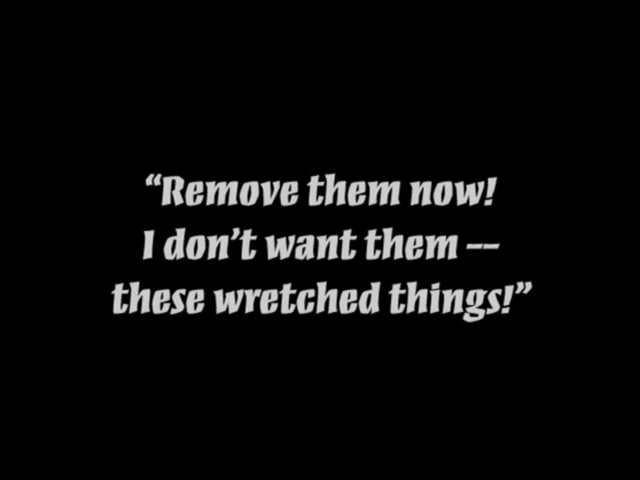 “Remove them now!
I don’t want them --
these wretched things!”